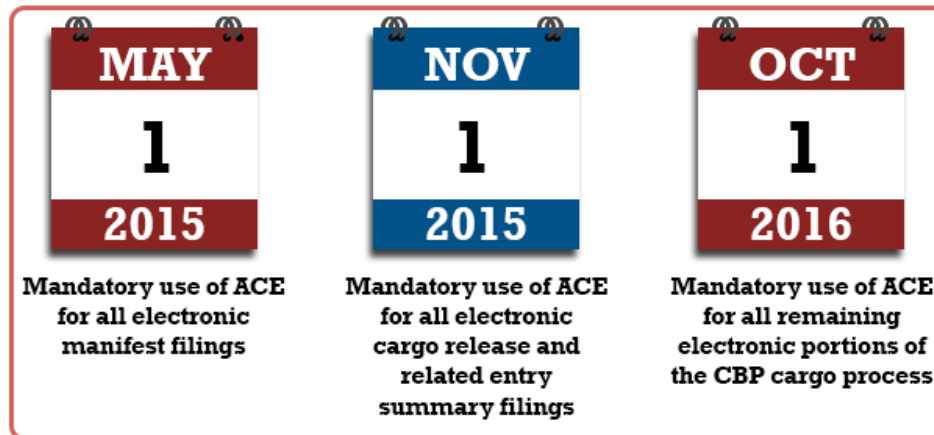 MAY
1
2015
Mandatory use of ACE
for all electronic
manifest filings
NOV
1
2015
Mandatory use of ACE
for all electronic
cargo release and
related entry
summary filings
OCT
1
2016
Mandatory use of ACE
for all remaining
electronic portions of
the CBP cargo process